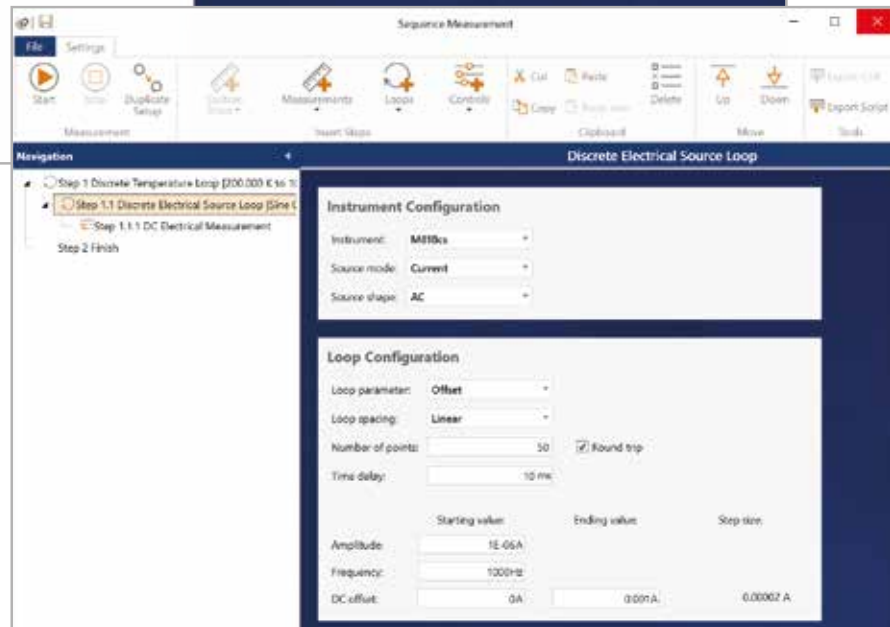 Sequence Measurement
File Settings
Start Stop Duplicate Setup Measurements Loops Controls Cut Copy Paste Delete Up Down Export Script
Measurement Insert Steps Clipboard Move Tools
Navigation
Discrete Electrical Source Loop
Step 1 Discrete Temperature Loop [200.000 K to
Step 1.1 Discrete Electrical Source Loop [Sine
Step 1.1.1 DC Electrical Measurement
Step 2 Finish
Instrument Configuration
Instrument:
Source mode: Current
Source shape: AC
Loop Configuration
Loop parameter: Offset
Loop spacing: Linear
Number of points: 50 Round trip
Time delay: 10 ms
Starting value: Ending value: Step size:
Amplitude: 1E-06A
Frequency: 1000Hz
DC offset: 0A 0.001A 0.00002 A